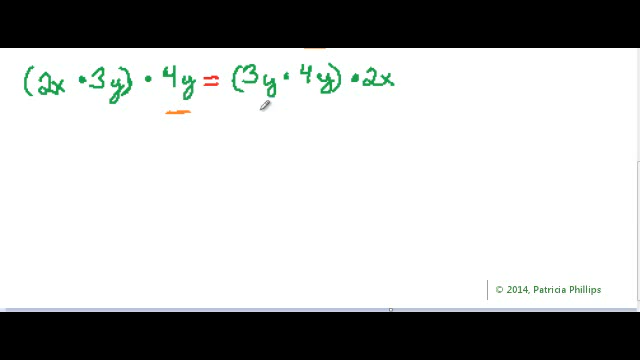 (2x · 3y) · 4y = (3y · 4y) · 2x
© 2014, Patricia Phillips